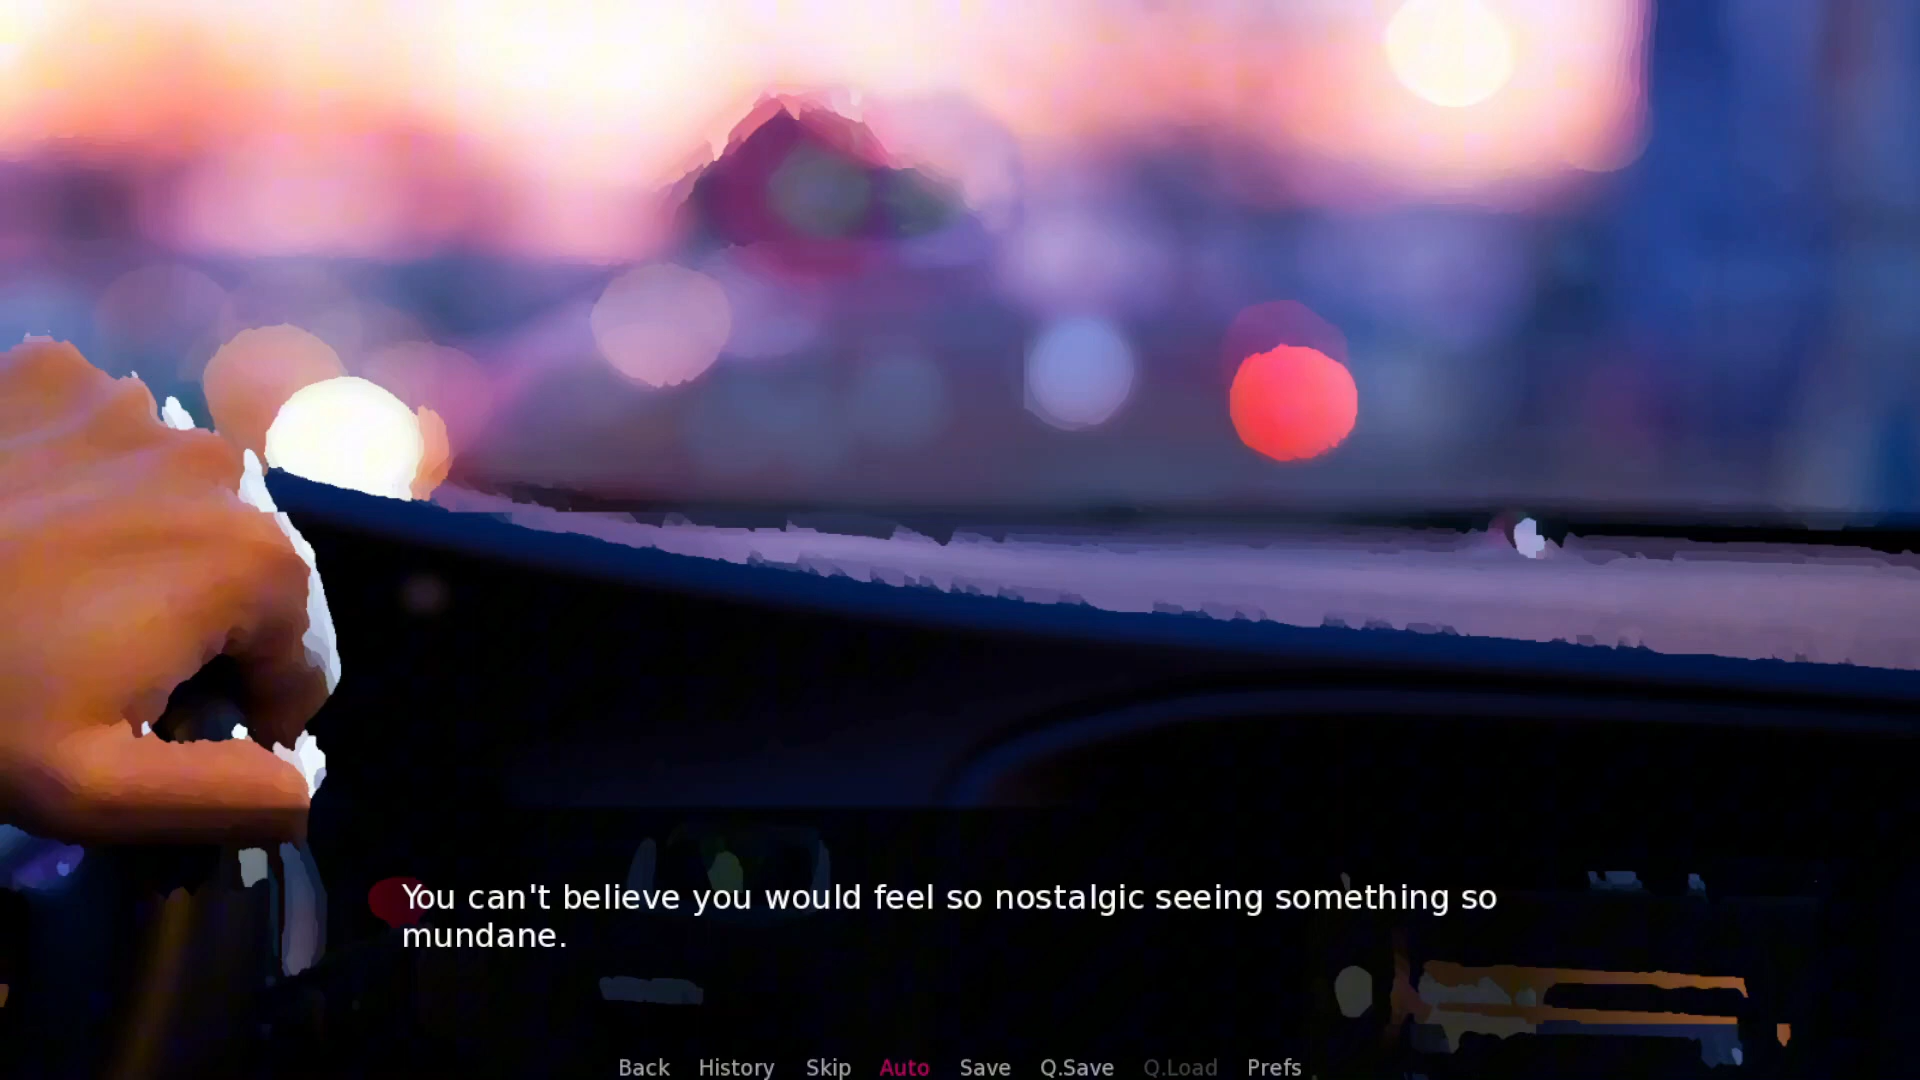 You can't believe you would feel so nostalgic seeing something so
mundane.
Back History Skip Auto Save Q.Save Q.Load Prefs